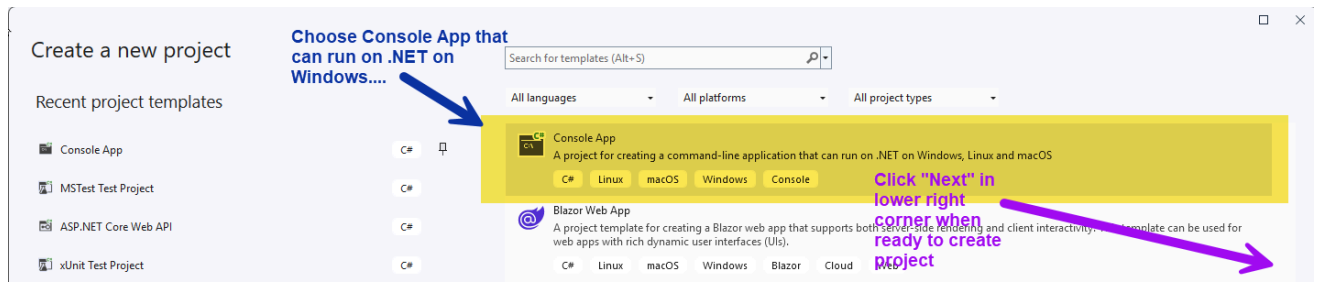 Create a new project
Choose Console App that
can run on .NET on
Windows....
Search for templates (Alt+S)
Recent project templates
All languages
All platforms
All project types
Console App
C#
MSTest Test Project
C#
ASP.NET Core Web API
C#
xUnit Test Project
C#
Console App
A project for creating a command-line application that can run on .NET on Windows, Linux and macOS
C# Linux macOS Windows Console
Click "Next" in
lower right
corner when
ready to create
project
Blazor Web App
A project template for creating a Blazor web app that supports both server-side rendering and client interactivity. template can be used for
web apps with rich dynamic user interfaces (UIs).
C# Linux macOS Windows Blazor Cloud Web